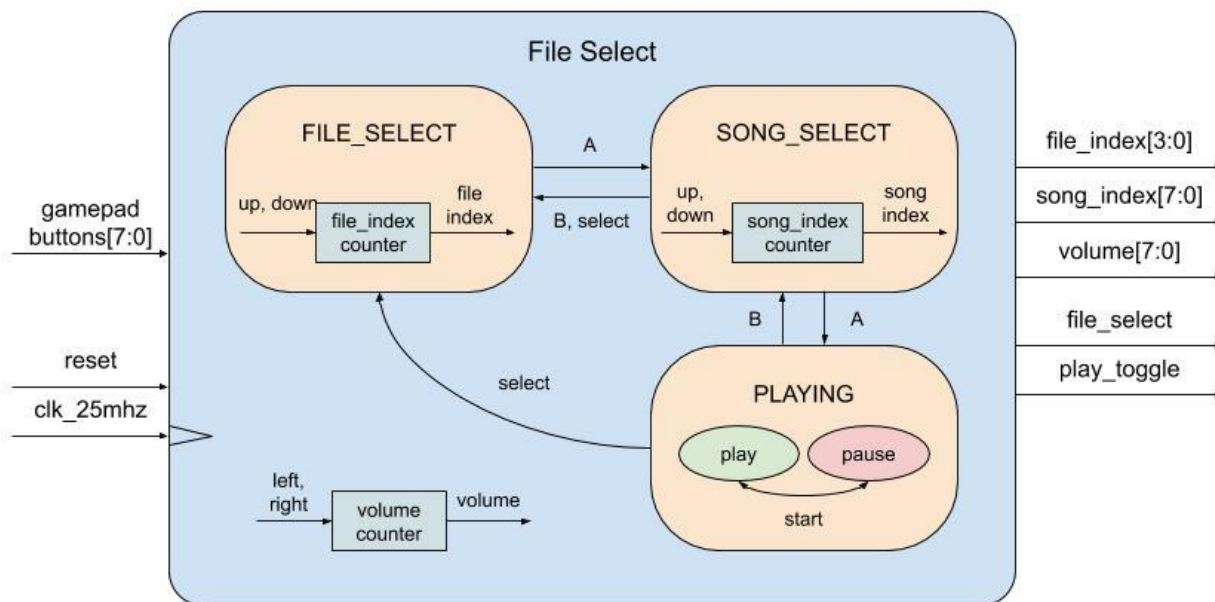 File Select
FILE_SELECT
up, down
file_index
counter
file
index
A
B, select
SONG_SELECT
up,
down
song_index
counter
song
index
gamepad
buttons[7:0]
reset
clk_25mhz
file_index[3:0]
song_index[7:0]
volume[7:0]
file_select
play_toggle
B
A
select
PLAYING
play
pause
start
left,
right
volume
counter
volume